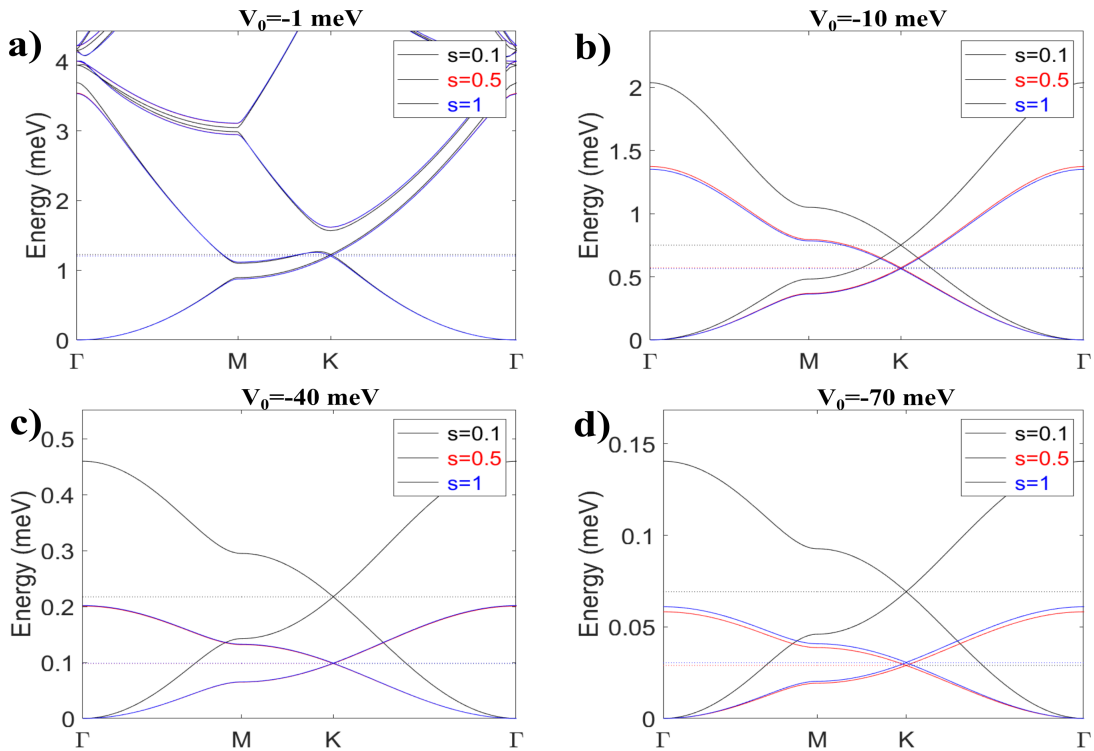 V₀=-1 meV
a)
Energy (meV)
4
3
2
1
0
s=0.1
s=0.5
s=1
Γ M K Γ
V₀=-10 meV
b)
Energy (meV)
2
1.5
1
0.5
0
s=0.1
s=0.5
s=1
Γ M K Γ
V₀=-40 meV
c)
Energy (meV)
0.5
0.4
0.3
0.2
0.1
0
s=0.1
s=0.5
s=1
Γ M K Γ
V₀=-70 meV
d)
Energy (meV)
0.15
0.1
0.05
0
s=0.1
s=0.5
s=1
Γ M K Γ